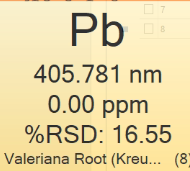 7
8
Pb
405.781 nm
0.00 ppm
%RSD: 16.55
Valeriana Root (Kreu... (8)